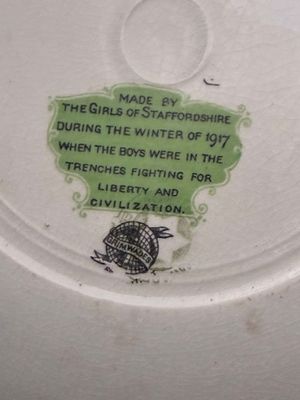 MADE BY
THE GIRLS OF STAFFORDSHIRE
DURING THE WINTER OF 1917
WHEN THE BOYS WERE IN THE
TRENCHES FIGHTING FOR
LIBERTY AND
CIVILIZATION.
GRIMWADES